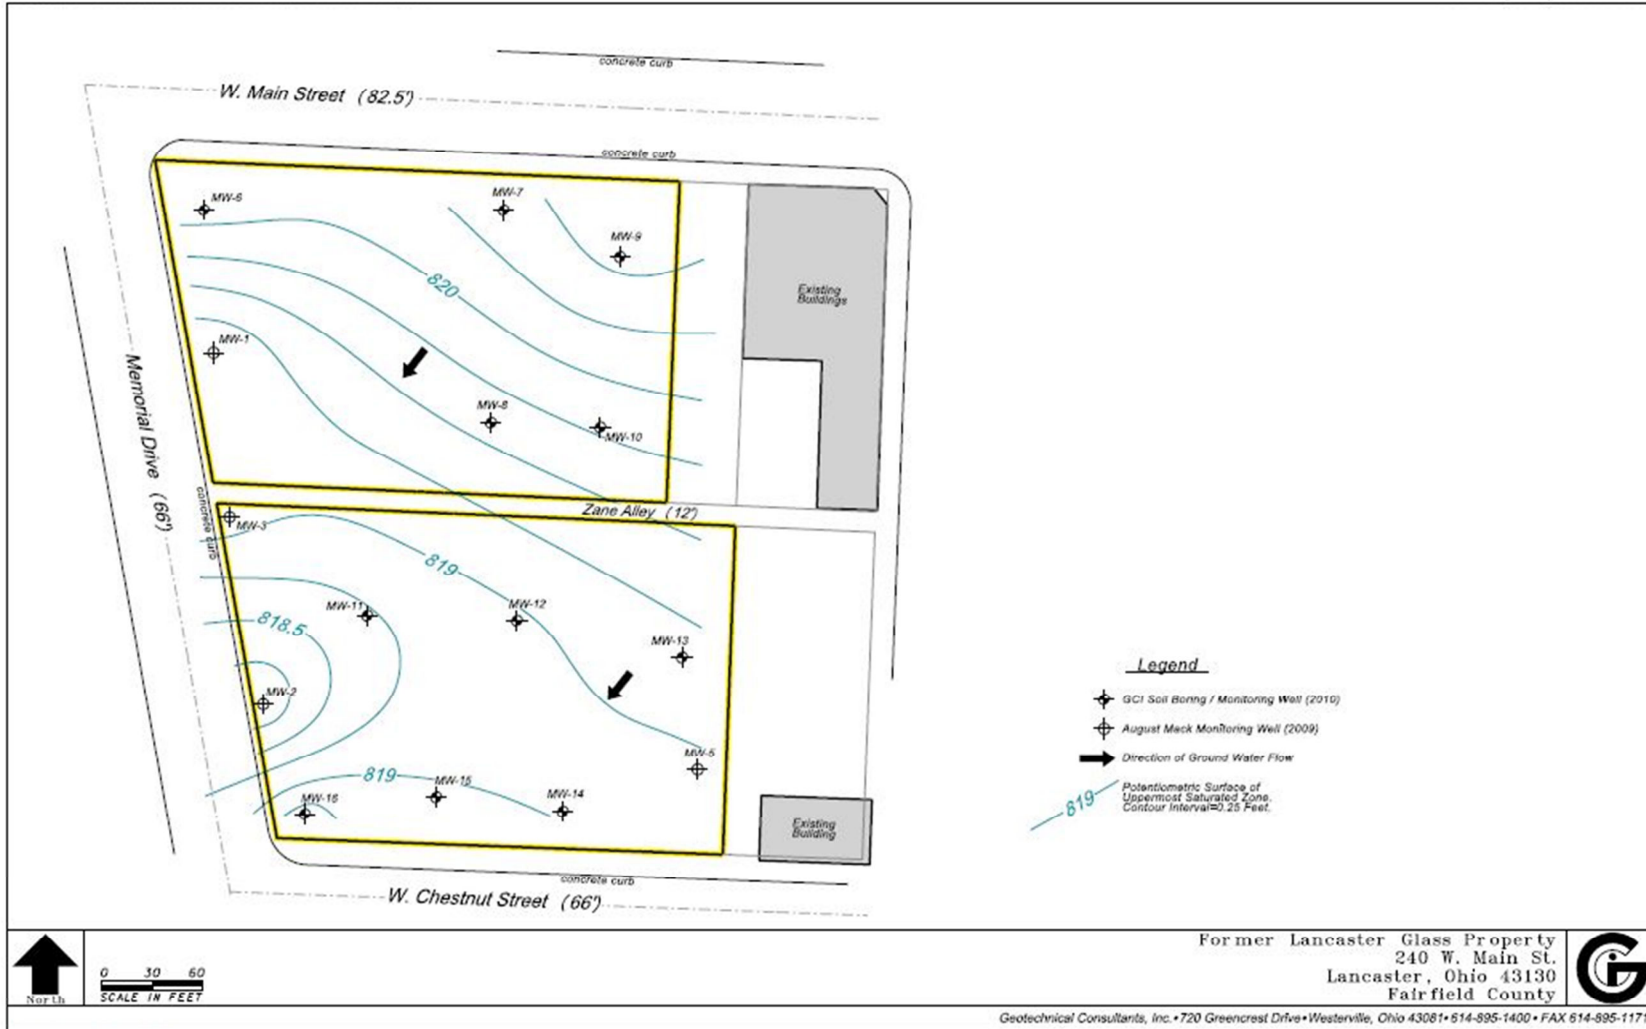 concrete curb
W. Main Street (82.5')
concrete curb
MW-6
MW-7
MW-9
820
Existing
Buildings
MW-1
Memorial Drive (66')
MW-8
MW-10
concrete curb
Zane Alley (12')
MW-3
819
MW-11
MW-12
818.5
MW-13
MW-2
MW-5
819
MW-15
MW-14
MW-16
Existing
Building
concrete curb
W. Chestnut Street (66')
Legend
GCI Soil Boring / Monitoring Well (2010)
August Mack Monitoring Well (2009)
Direction of Ground Water Flow
819
Potentiometric Surface of
Uppermost Saturated Zone.
Contour Interval=0.25 Feet.
North
0 30 60
SCALE IN FEET
Former Lancaster Glass Property
240 W. Main St.
Lancaster, Ohio 43130
Fairfield County
Geotechnical Consultants, Inc.•720 Greencrest Drive•Westerville, Ohio 43081•614-895-1400•FAX 614-895-1171